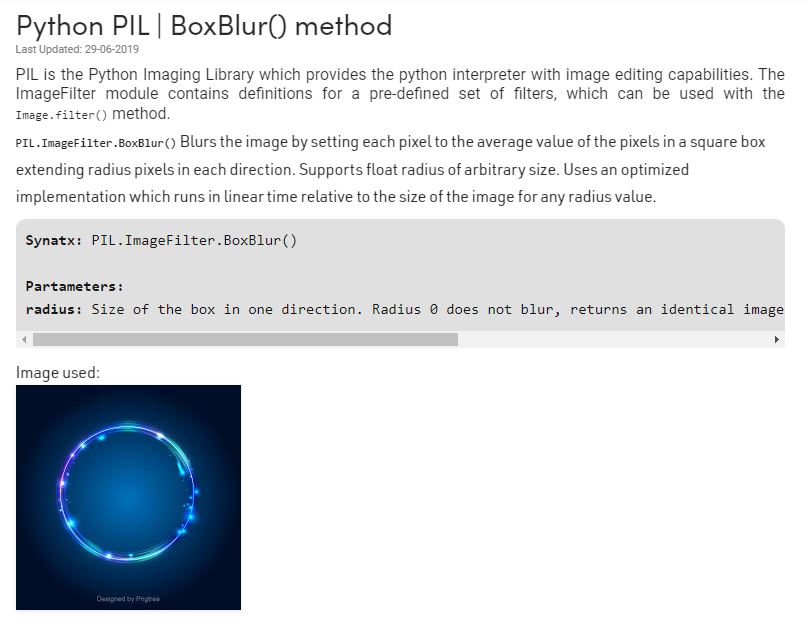 Python PIL | BoxBlur() method
Last Updated: 29-06-2019
PIL is the Python Imaging Library which provides the python interpreter with image editing capabilities. The
ImageFilter module contains definitions for a pre-defined set of filters, which can be used with the
Image.filter() method.
PIL.ImageFilter.BoxBlur() Blurs the image by setting each pixel to the average value of the pixels in a square box
extending radius pixels in each direction. Supports float radius of arbitrary size. Uses an optimized
implementation which runs in linear time relative to the size of the image for any radius value.
Synatx: PIL.ImageFilter.BoxBlur()
Partameters:
radius: Size of the box in one direction. Radius 0 does not blur, returns an identical image
Image used:
Designed by Pngtree